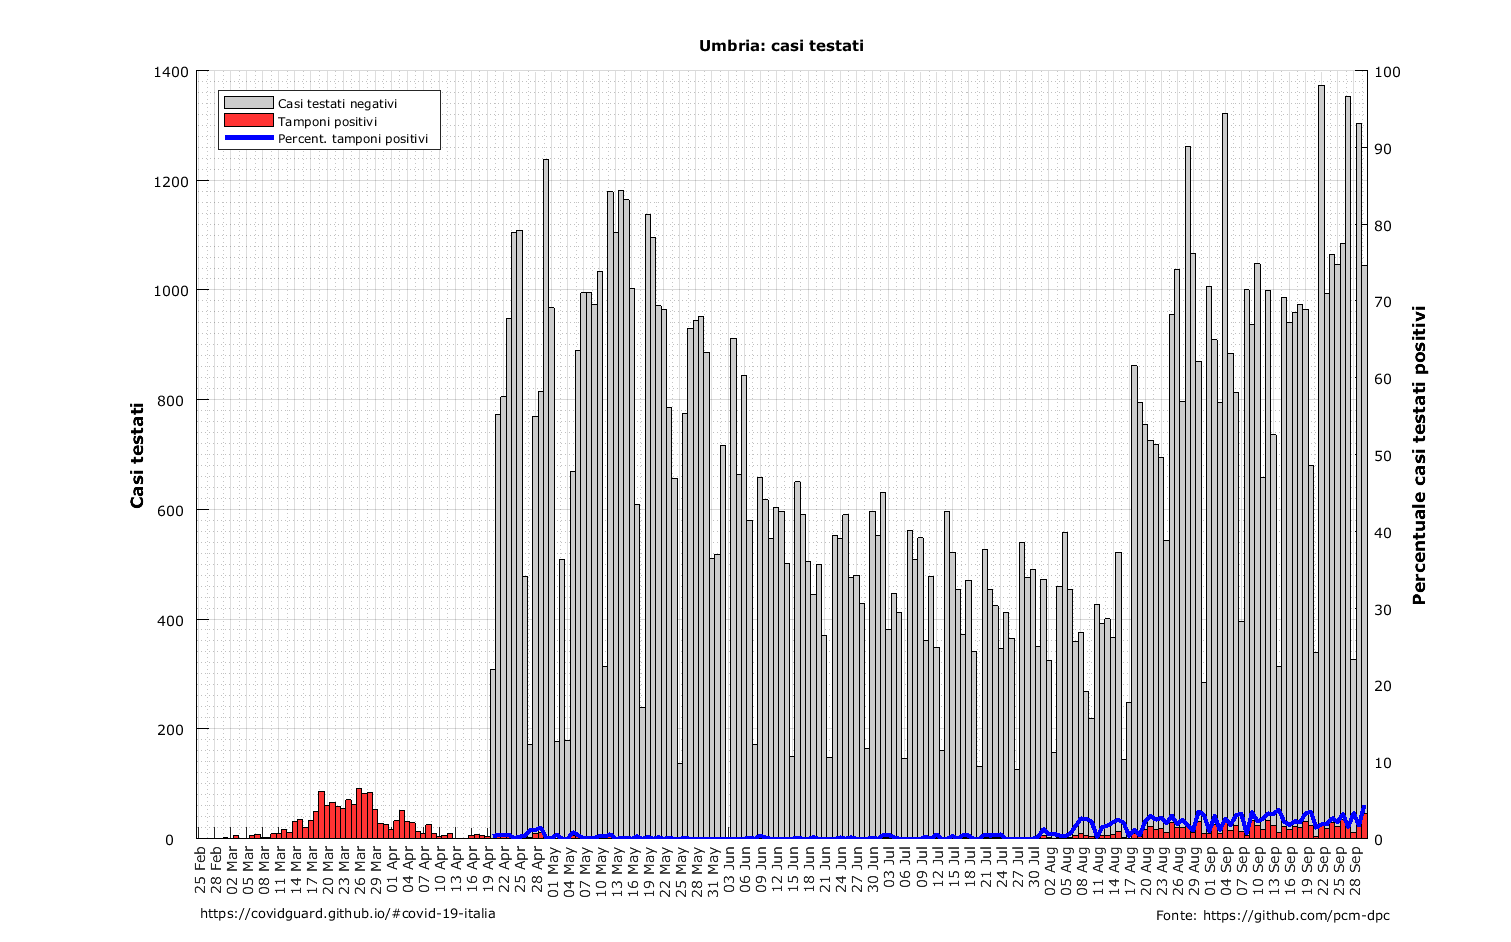 Umbria: casi testati
1400
1200
1000
800
600
400
200
0
100
90
80
70
60
50
40
30
20
10
0
Casi testati negativi
Tamponi positivi
Percent. tamponi positivi
Casi testati
Percentuale casi testati positivi
25 Feb
28 Feb
02 Mar
05 Mar
08 Mar
11 Mar
14 Mar
17 Mar
20 Mar
23 Mar
26 Mar
29 Mar
01 Apr
04 Apr
07 Apr
10 Apr
13 Apr
16 Apr
19 Apr
22 Apr
25 Apr
28 Apr
01 May
04 May
07 May
10 May
13 May
16 May
19 May
22 May
25 May
28 May
31 May
03 Jun
06 Jun
09 Jun
12 Jun
15 Jun
18 Jun
21 Jun
24 Jun
27 Jun
30 Jun
03 Jul
06 Jul
09 Jul
12 Jul
15 Jul
18 Jul
21 Jul
24 Jul
27 Jul
30 Jul
02 Aug
05 Aug
08 Aug
11 Aug
14 Aug
17 Aug
20 Aug
23 Aug
26 Aug
29 Aug
01 Sep
04 Sep
07 Sep
10 Sep
13 Sep
16 Sep
19 Sep
22 Sep
25 Sep
28 Sep
https://covidguard.github.io/#covid-19-italia
Fonte: https://github.com/pcm-dpc